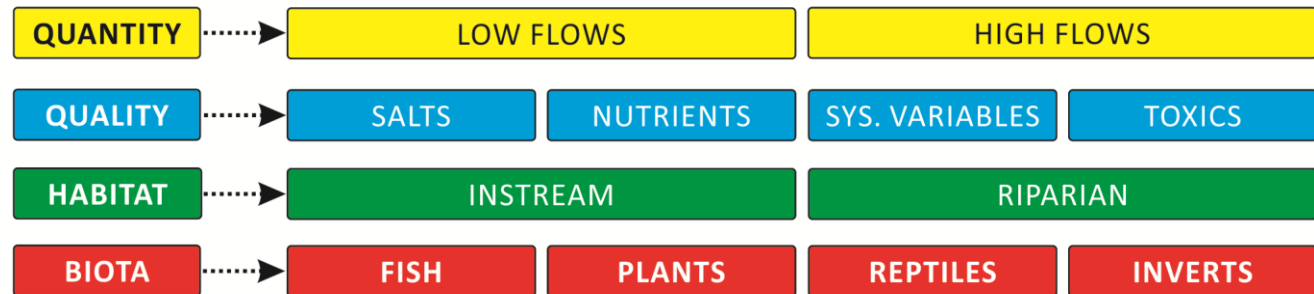 QUANTITY LOW FLOWS HIGH FLOWS
QUALITY SALTS NUTRIENTS SYS. VARIABLES TOXICS
HABITAT INSTREAM RIPARIAN
BIOTA FISH PLANTS REPTILES INVERTS